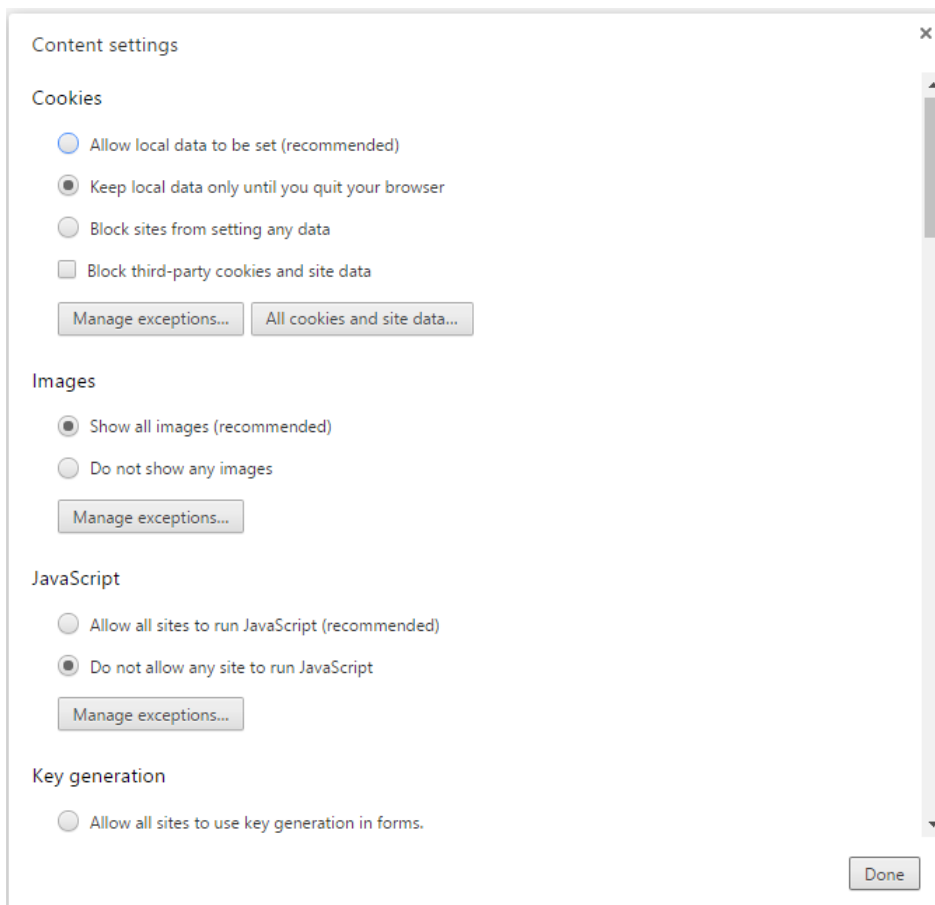 Content settings
Cookies
Allow local data to be set (recommended)
Keep local data only until you quit your browser
Block sites from setting any data
Block third-party cookies and site data
Manage exceptions... All cookies and site data...
Images
Show all images (recommended)
Do not show any images
Manage exceptions...
JavaScript
Allow all sites to run JavaScript (recommended)
Do not allow any site to run JavaScript
Manage exceptions...
Key generation
Allow all sites to use key generation in forms.
Done